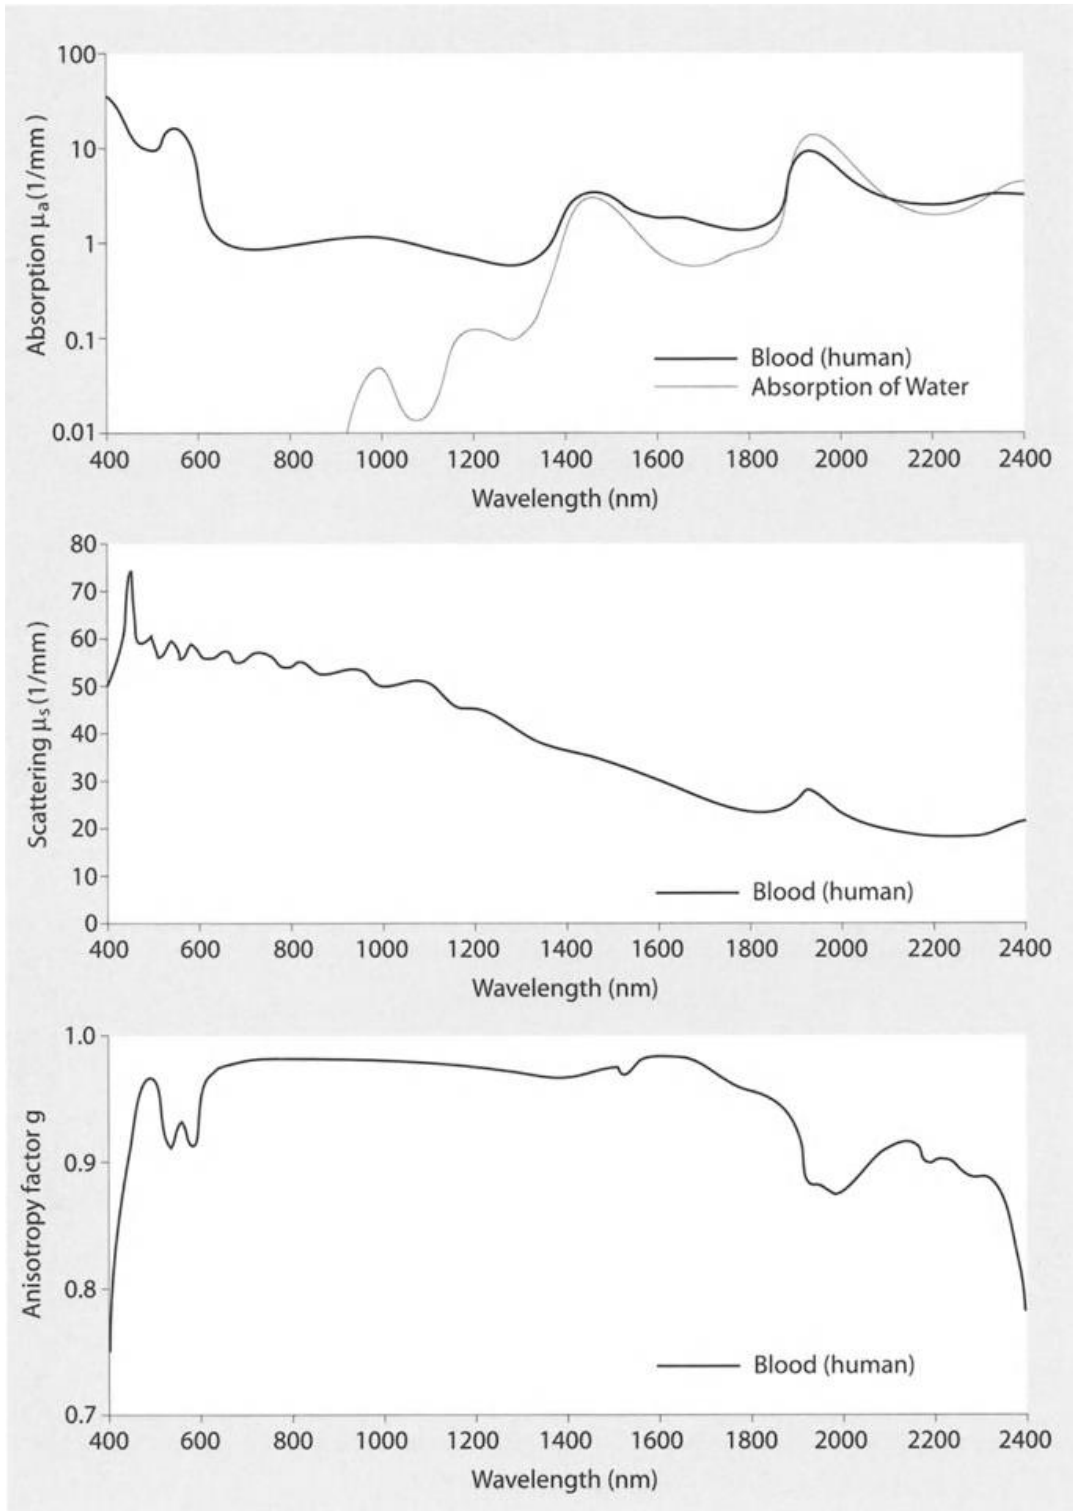 100
10
1
0.1
0.01
Absorption μa (1/mm )
Blood (human)
Absorption of Water
400 600 800 1000 1200 1400 1600 1800 2000 2200 2400
Wavelength (nm)
80
70
60
50
40
30
20
10
0
Scattering μs (1/mm)
Blood (human)
400 600 800 1000 1200 1400 1600 1800 2000 2200 2400
Wavelength (nm)
1.0
0.9
0.8
0.7
Anisotropy factor g
Blood (human)
400 600 800 1000 1200 1400 1600 1800 2000 2200 2400
Wavelength (nm)